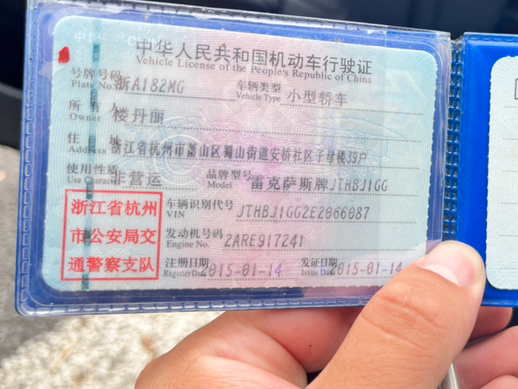 中华人民共和国机动车行驶证
Vehicle License of the People's Republic of China
号牌号码 浙A182MG 车辆类型 小型轿车
Plate No. Vehicle Type
所有人 楼丹丽
Owner
住址 浙江省杭州市萧山区蜀山街道安桥社区子母楼39户
Address
使用性质 非营运 品牌型号 雷克萨斯牌JTHBJ1GG
Use Character Model
浙江省杭州
市公安局交
通警察支队
车辆识别代号 JTHBJ1GG2E2066087
VIN
发动机号码 2ARE917241
Engine No.
注册日期 2015-01-14 发证日期 2015-01-14
Register Date Issue Date